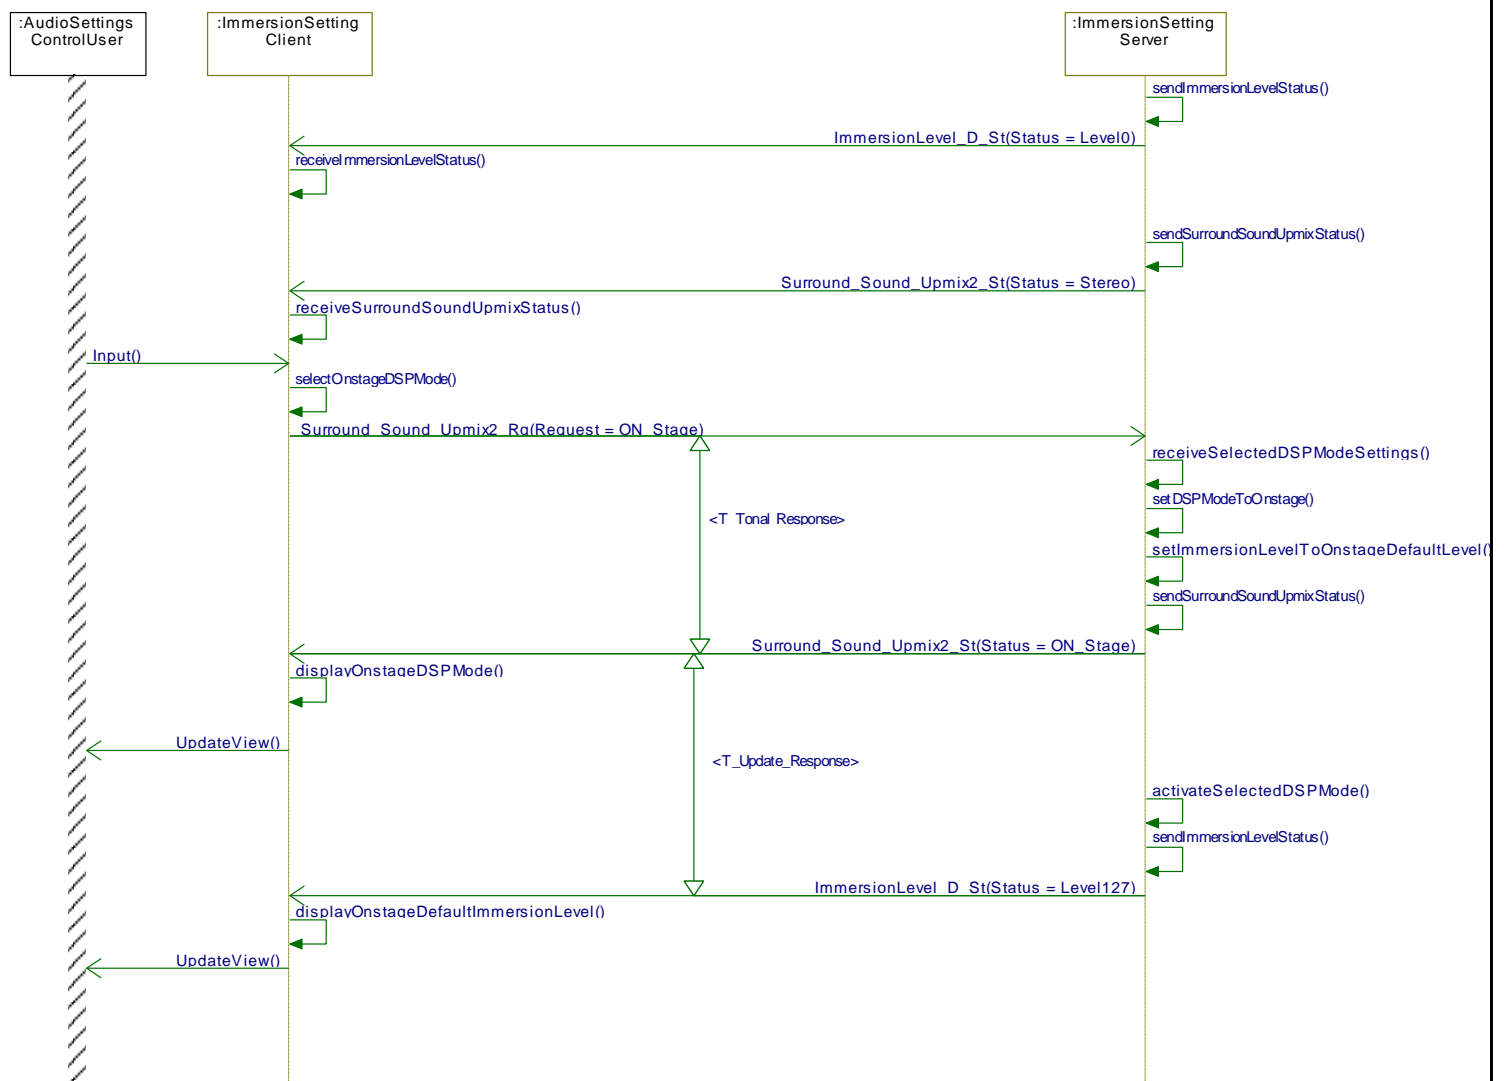 :AudioSettings
ControlUser
:ImmersionSetting
Client
:ImmersionSetting
Server
sendImmersionLevelStatus()
ImmersionLevel_D_St(Status = Level0)
receiveImmersionLevelStatus()
sendSurroundSoundUpmixStatus()
Surround_Sound_Upmix2_St(Status = Stereo)
receiveSurroundSoundUpmixStatus()
Input()
selectOnstageDSPMode()
Surround_Sound_Upmix2_Rq(Request = ON_Stage)
receiveSelectedDSPModeSettings()
setDSPModeToOnstage()
<T_Tonal_Response>
setImmersionLevelToOnstageDefaultLevel()
sendSurroundSoundUpmixStatus()
Surround_Sound_Upmix2_St(Status = ON_Stage)
displayOnstageDSPMode()
UpdateView()
<T_Update_Response>
activateSelectedDSPMode()
sendImmersionLevelStatus()
ImmersionLevel_D_St(Status = Level127)
displayOnstageDefaultImmersionLevel()
UpdateView()